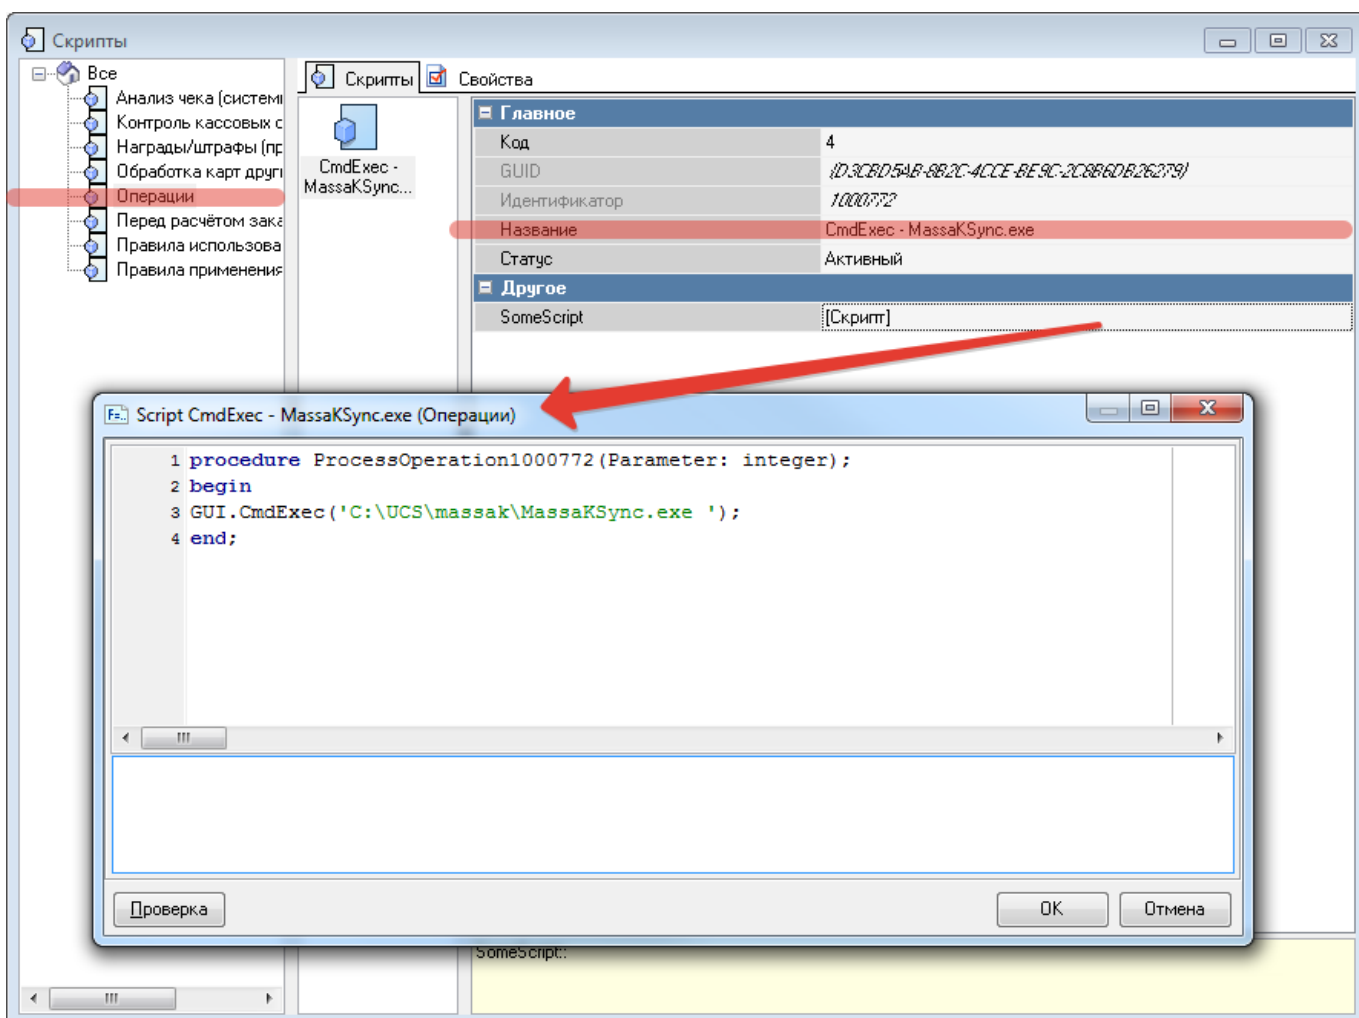 Скрипты
Все
Анализ чека (систем
Контроль кассовых с
Награды/штрафы (пр
Обработка карт други
Операции
Перед расчётом зака
Правила использова
Правила применения
Скрипты
Свойства
CmdExec -
MassaKSync...
Главное
Код 4
GUID {D3CBD5AB-8B2C-4CCE-BE9C-2C8B6DB26279}
Идентификатор 1000772
Название CmdExec - MassaKSync.exe
Статус Активный
Другое
SomeScript [Скрипт]
Script CmdExec - MassaKSync.exe (Операции)
1 procedure ProcessOperation1000772(Parameter: integer);
2 begin
3 GUI.CmdExec('C:\UCS\massak\MassaKSync.exe ');
4 end;
Проверка
OK
Отмена
SomeScript::